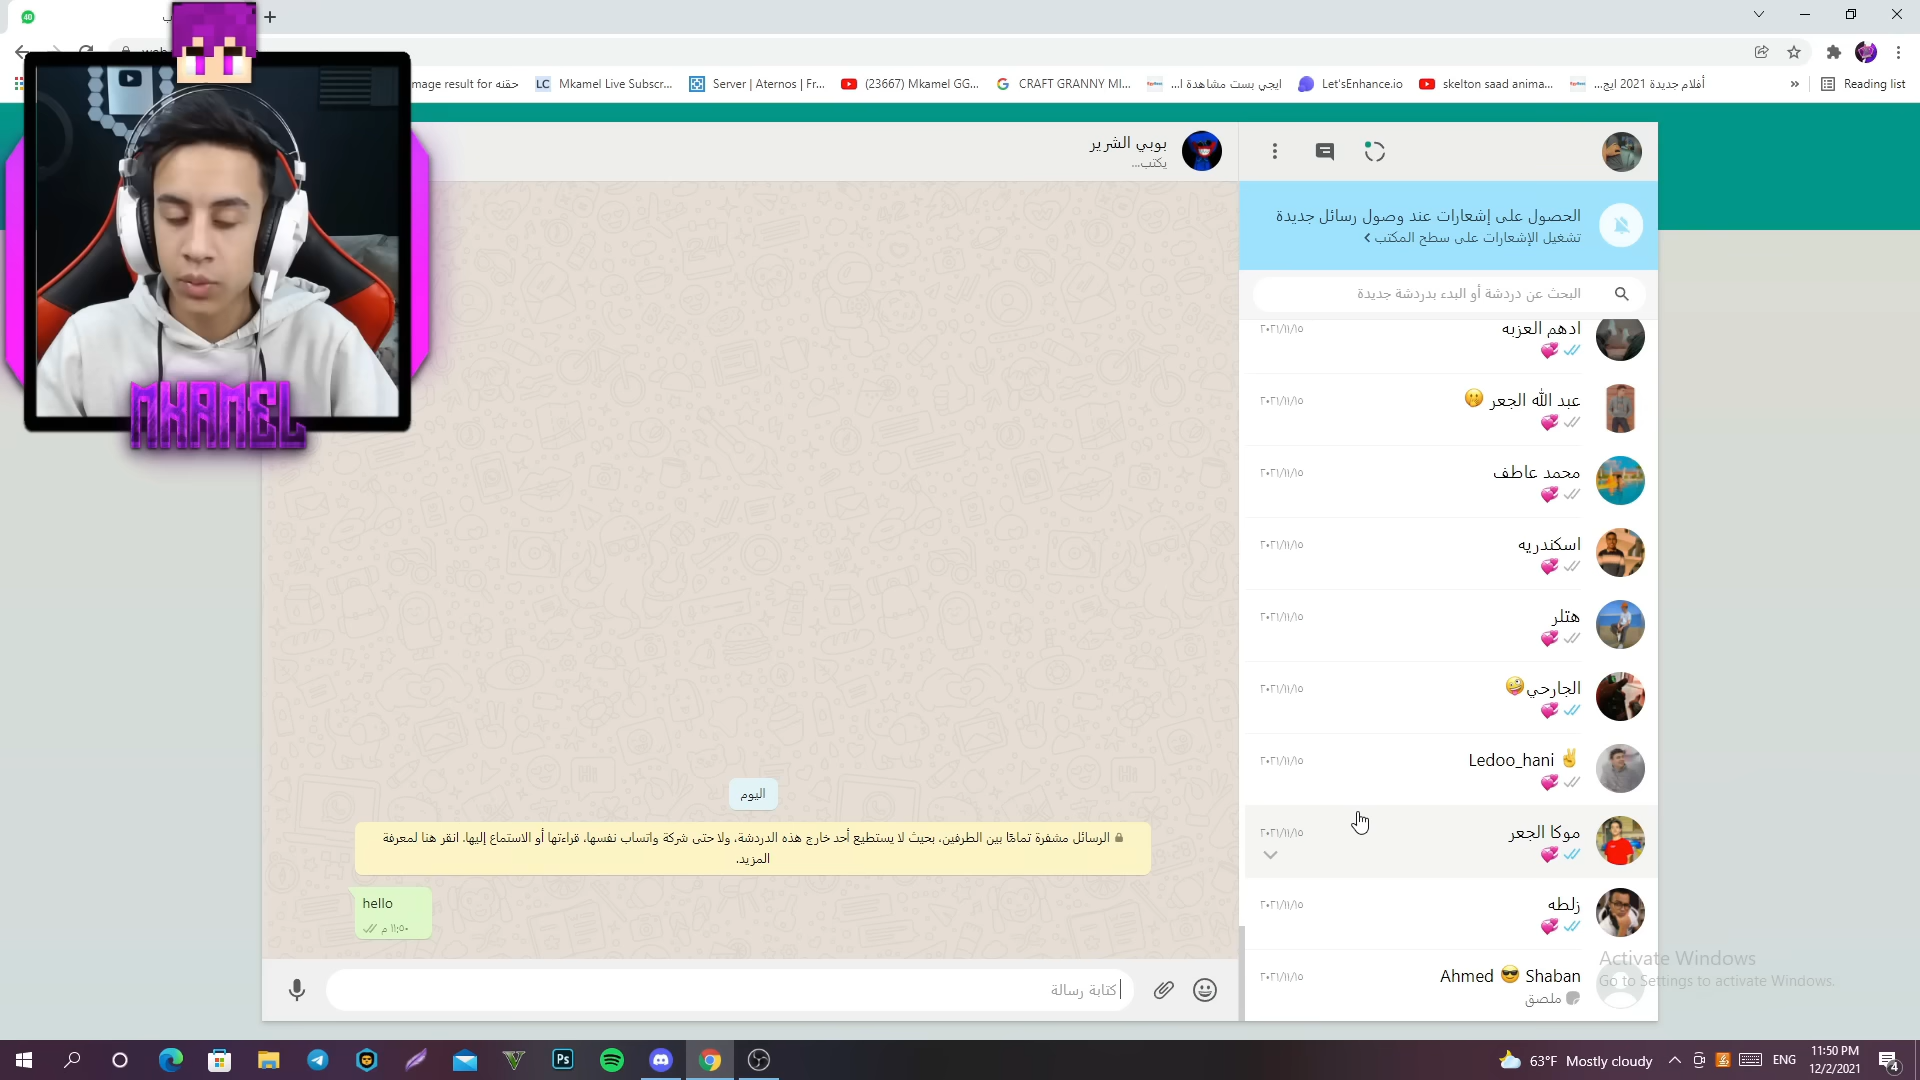 40
mage result for حقنه
LC Mkamel Live Subscr...
Server | Aternos | Fr...
(23667) Mkamel GG...
CRAFT GRANNY MI...
ايجي بست مشاهدة ا...
Let'sEnhance.io
skelton saad anima...
أفلام جديدة 2021 ايج...
»
Reading list
MKAMEL
بوبي الشرير
يكتب...
الحصول على إشعارات عند وصول رسائل جديدة
تشغيل الإشعارات على سطح المكتب
البحث عن دردشة أو البدء بدردشة جديدة
ادهم العزبه
٢٠٢١/١١/١٥
💞
عبد الله الجعر 🤭
٢٠٢١/١١/١٥
💞
محمد عاطف
٢٠٢١/١١/١٥
💞
اسكندريه
٢٠٢١/١١/١٥
💞
هتلر
٢٠٢١/١١/١٥
💞
الجارحي🤪
٢٠٢١/١١/١٥
💞
Ledoo_hani ✌
٢٠٢١/١١/١٥
💞
موكا الجعر
٢٠٢١/١١/١٥
💞
زلطه
٢٠٢١/١١/١٥
💞
Ahmed 😎 Shaban
٢٠٢١/١١/١٥
ملصق
اليوم
الرسائل مشفرة تمامًا بين الطرفين، بحيث لا يستطيع أحد خارج هذه الدردشة، ولا حتى شركة واتساب نفسها، قراءتها أو الاستماع إليها. انقر هنا لمعرفة
المزيد.
hello
١١:٥٠ م
كتابة رسالة
Activate Windows
Go to Settings to activate Windows.
Ps
63°F Mostly cloudy
ENG
11:50 PM
12/2/2021
4